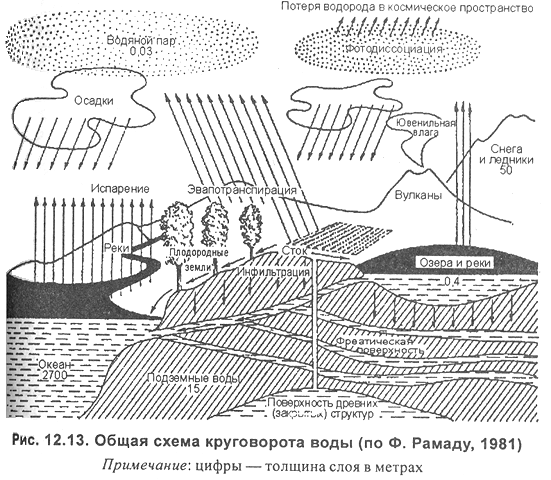 Потеря водорода в космическое пространство
Водяной пар
0,03
Фотодиссоциация
Осадки
Ювенильная
влага
Снега
и ледники
50
Испарение
Эвапотранспирация
Вулканы
Реки
Плодородные
земли
Сток
Инфильтрация
Озера и реки
0,4
Океан
2700
Фреатическая
поверхность
Подземные воды
15
Поверхность древних
(закрытых) структур
Рис. 12.13. Общая схема круговорота воды (по Ф. Рамаду, 1981)
Примечание: цифры — толщина слоя в метрах